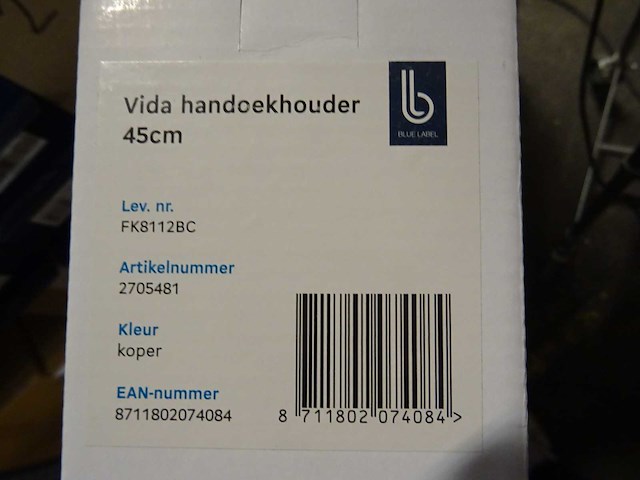 Vida handoekhouder
45cm
BLUE LABEL
Lev. nr.
FK8112BC
Artikelnummer
2705481
Kleur
koper
EAN-nummer
8711802074084
8 711802 074084 >